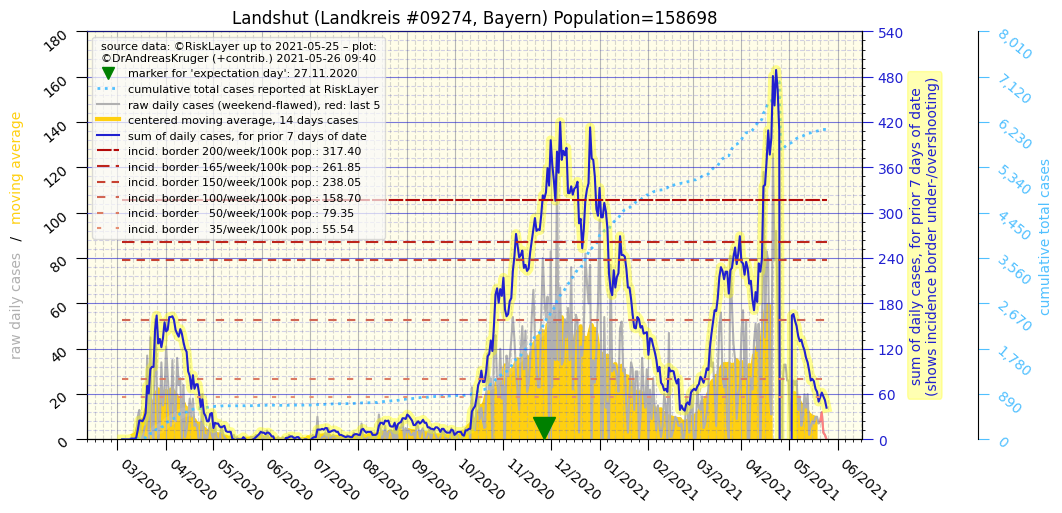 Landshut (Landkreis #09274, Bayern) Population=158698
source data: ©RiskLayer up to 2021-05-25 – plot:
©DrAndreasKruger (+contrib.) 2021-05-26 09:40
marker for 'expectation day': 27.11.2020
cumulative total cases reported at RiskLayer
raw daily cases (weekend-flawed), red: last 5
centered moving average, 14 days cases
sum of daily cases, for prior 7 days of date
incid. border 200/week/100k pop.: 317.40
incid. border 165/week/100k pop.: 261.85
incid. border 150/week/100k pop.: 238.05
incid. border 100/week/100k pop.: 158.70
incid. border 50/week/100k pop.: 79.35
incid. border 35/week/100k pop.: 55.54
raw daily cases / moving average
180
160
140
120
100
80
60
40
20
0
03/2020
04/2020
05/2020
06/2020
07/2020
08/2020
09/2020
10/2020
11/2020
12/2020
01/2021
02/2021
03/2021
04/2021
05/2021
06/2021
540
480
420
360
300
240
180
120
60
0
sum of daily cases, for prior 7 days of date
(shows incidence border under-/overshooting)
8,010
7,120
6,230
5,340
4,450
3,560
2,670
1,780
890
0
cumulative total cases